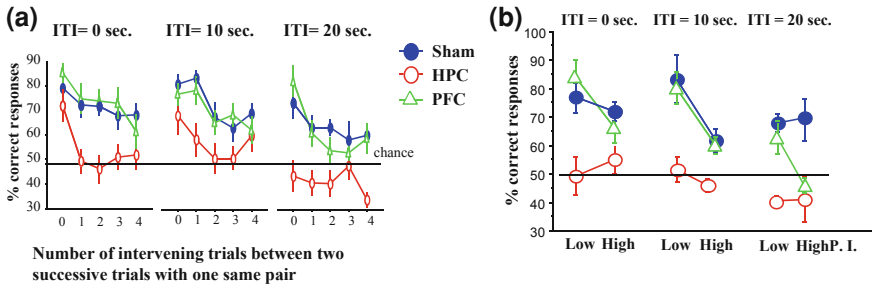 (a) ITI= 0 sec. ITI= 10 sec. ITI= 20 sec.
Sham
HPC
PFC
% correct responses
90
80
70
60
50
40
30
chance
0 1 2 3 4 0 1 2 3 4 0 1 2 3 4
Number of intervening trials between two
successive trials with one same pair
(b) ITI = 0 sec. ITI = 10 sec. ITI = 20 sec.
% correct responses
100
90
80
70
60
50
40
30
Low High Low High Low HighP. I.